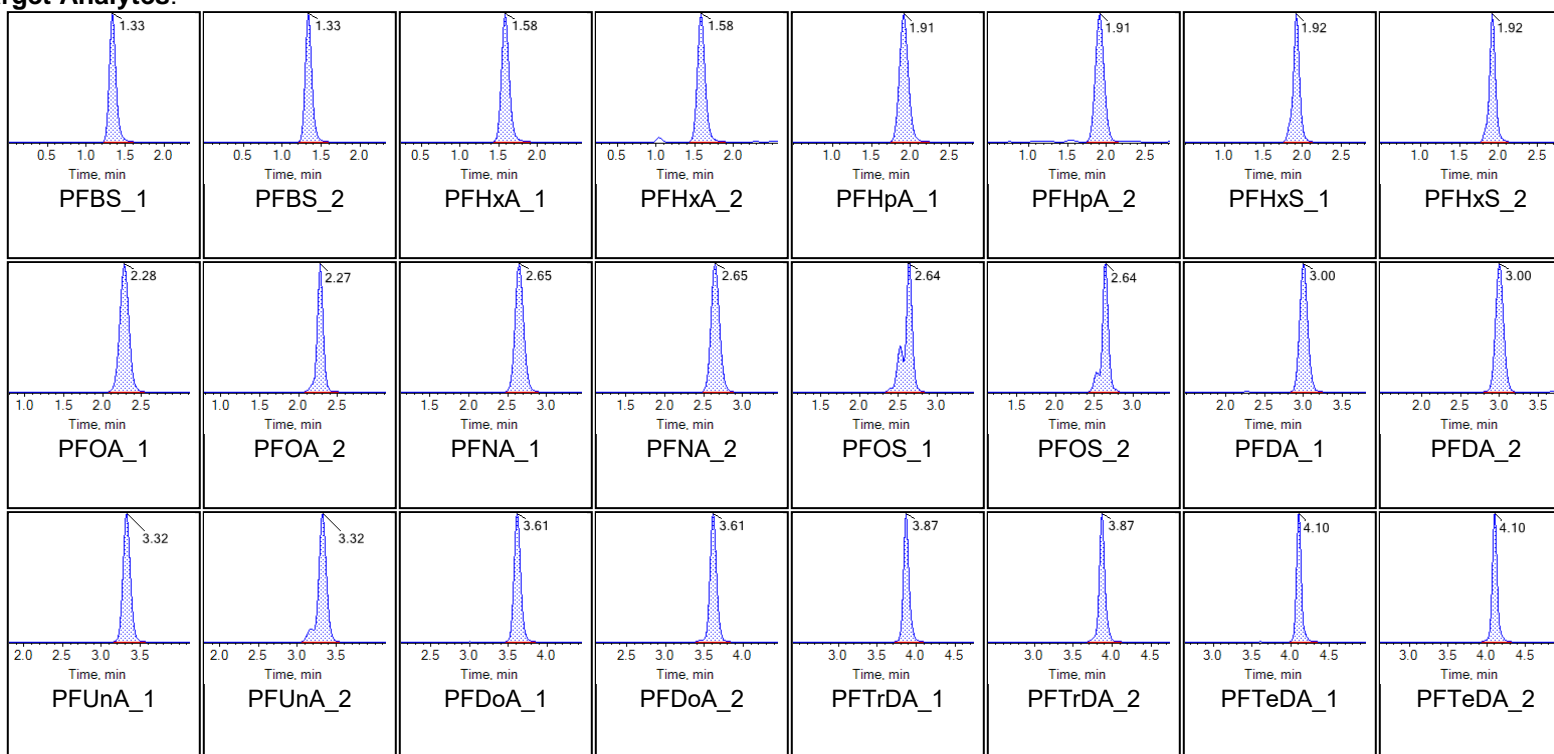 rget Analytes:
1.33 1.33 1.58 1.58 1.91 1.91 1.92 1.92
0.5 1.0 1.5 2.0 0.5 1.0 1.5 2.0 0.5 1.0 1.5 2.0 0.5 1.0 1.5 2.0 1.0 1.5 2.0 2.5 1.0 1.5 2.0 2.5 1.0 1.5 2.0 2.5 1.0 1.5 2.0 2.5
Time, min Time, min Time, min Time, min Time, min Time, min Time, min Time, min
PFBS_1 PFBS_2 PFHxA_1 PFHxA_2 PFHpA_1 PFHpA_2 PFHxS_1 PFHxS_2
2.28 2.27 2.65 2.65 2.64 2.64 3.00 3.00
1.0 1.5 2.0 2.5 1.0 1.5 2.0 2.5 1.5 2.0 2.5 3.0 1.5 2.0 2.5 3.0 1.5 2.0 2.5 3.0 1.5 2.0 2.5 3.0 2.0 2.5 3.0 3.5 2.0 2.5 3.0 3.5
Time, min Time, min Time, min Time, min Time, min Time, min Time, min Time, min
PFOA_1 PFOA_2 PFNA_1 PFNA_2 PFOS_1 PFOS_2 PFDA_1 PFDA_2
3.32 3.32 3.61 3.61 3.87 3.87 4.10 4.10
2.0 2.5 3.0 3.5 2.0 2.5 3.0 3.5 2.5 3.0 3.5 4.0 2.5 3.0 3.5 4.0 3.0 3.5 4.0 4.5 3.0 3.5 4.0 4.5 3.0 3.5 4.0 4.5 3.0 3.5 4.0 4.5
Time, min Time, min Time, min Time, min Time, min Time, min Time, min Time, min
PFUnA_1 PFUnA_2 PFDoA_1 PFDoA_2 PFTrDA_1 PFTrDA_2 PFTeDA_1 PFTeDA_2